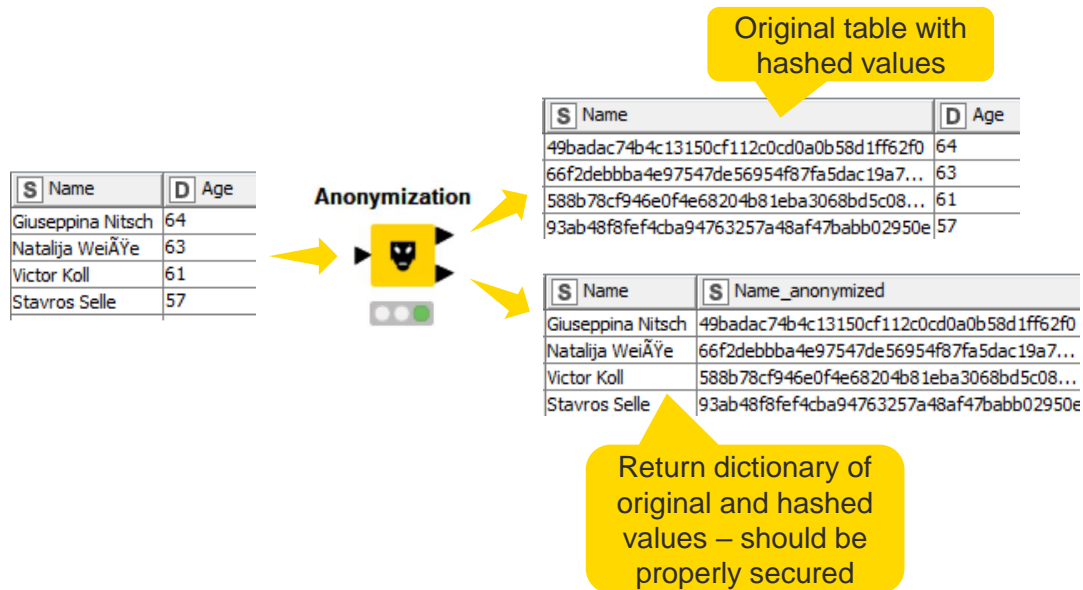 Original table with
hashed values
S Name D Age
49badac74b4c13150cf112c0cd0a0b58d1ff62f0 64
66f2debbba4e97547de56954f87fa5dac19a7... 63
588b78cf946e0f4e68204b81eba3068bd5c08... 61
93ab48f8fef4cba94763257a48af47babb02950e 57
S Name D Age
Giuseppina Nitsch 64
Natalija WeiÃŸe 63
Victor Koll 61
Stavros Selle 57
Anonymization
S Name S Name_anonymized
Giuseppina Nitsch 49badac74b4c13150cf112c0cd0a0b58d1ff62f0
Natalija WeiÃŸe 66f2debbba4e97547de56954f87fa5dac19a7...
Victor Koll 588b78cf946e0f4e68204b81eba3068bd5c08...
Stavros Selle 93ab48f8fef4cba94763257a48af47babb02950e
Return dictionary of
original and hashed
values – should be
properly secured